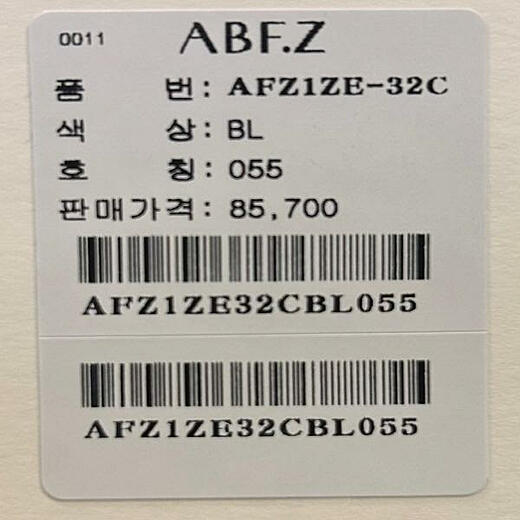 0011 ABF.Z
품 번 : AFZ1ZE-32C
색 상 : BL
호 칭 : 055
판매가격 : 85,700
AFZ1ZE32CBL055
AFZ1ZE32CBL055